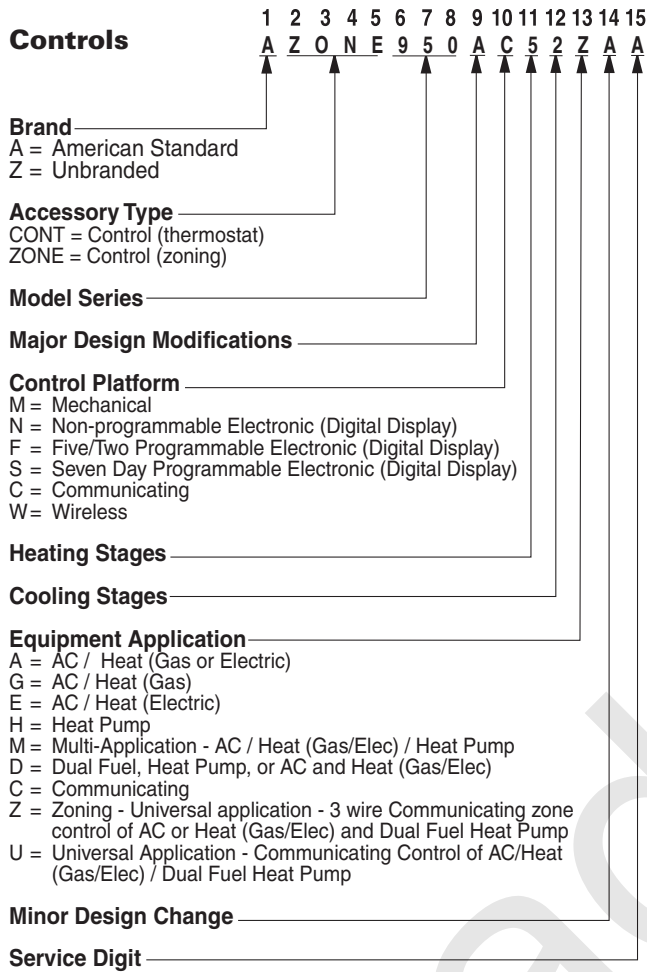 1 2 3 4 5 6 7 8 9 10 11 12 13 14 15
Controls A Z O N E 9 5 0 A C 5 2 Z A A
Brand
A = American Standard
Z = Unbranded
Accessory Type
CONT = Control (thermostat)
ZONE = Control (zoning)
Model Series
Major Design Modifications
Control Platform
M = Mechanical
N = Non-programmable Electronic (Digital Display)
F = Five/Two Programmable Electronic (Digital Display)
S = Seven Day Programmable Electronic (Digital Display)
C = Communicating
W = Wireless
Heating Stages
Cooling Stages
Equipment Application
A = AC / Heat (Gas or Electric)
G = AC / Heat (Gas)
E = AC / Heat (Electric)
H = Heat Pump
M = Multi-Application - AC / Heat (Gas/Elec) / Heat Pump
D = Dual Fuel, Heat Pump, or AC and Heat (Gas/Elec)
C = Communicating
Z = Zoning - Universal application - 3 wire Communicating zone
control of AC or Heat (Gas/Elec) and Dual Fuel Heat Pump
U = Universal Application - Communicating Control of AC/Heat
(Gas/Elec) / Dual Fuel Heat Pump
Minor Design Change
Service Digit